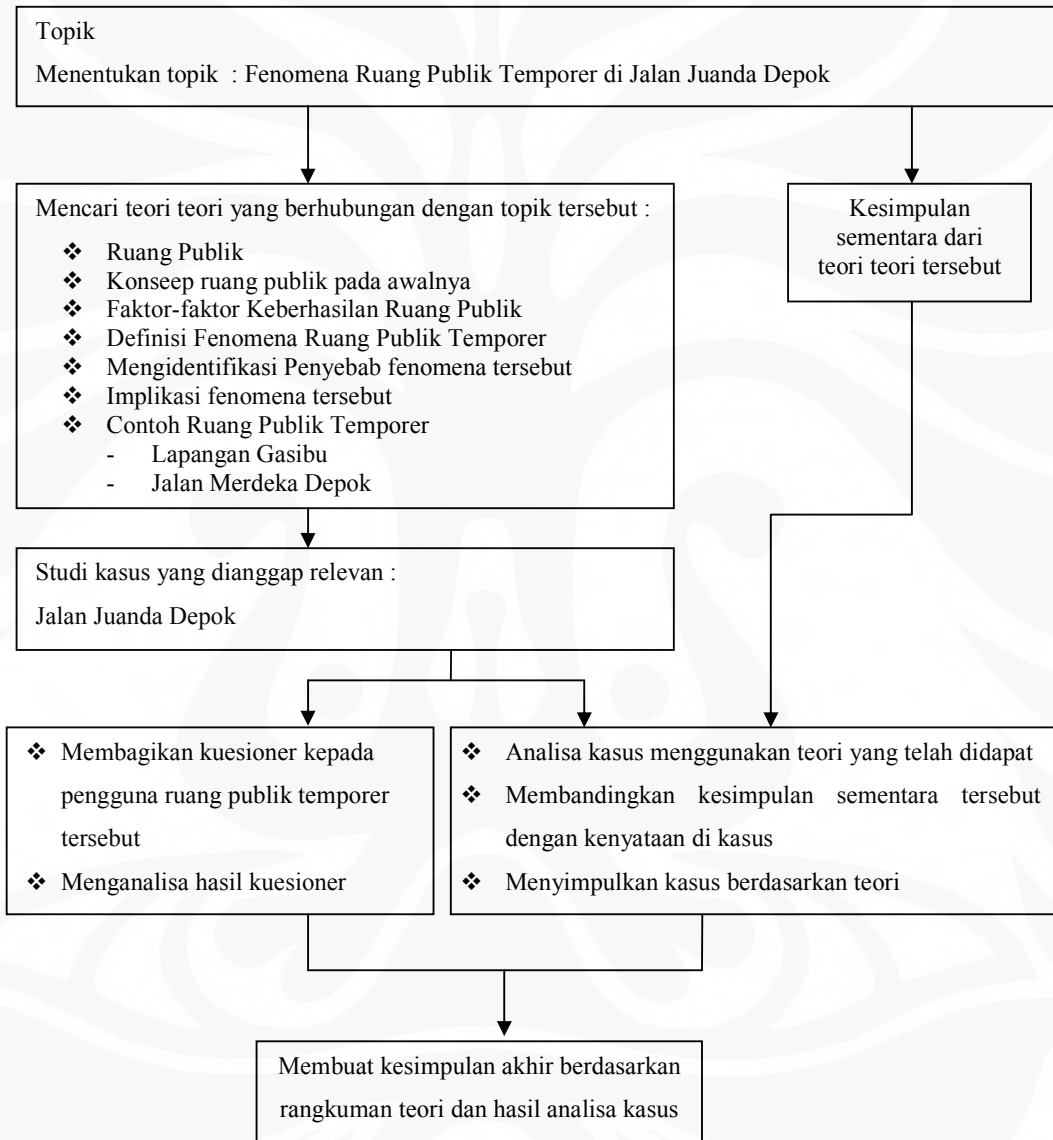 Topik
Menentukan topik : Fenomena Ruang Publik Temporer di Jalan Juanda Depok
Mencari teori teori yang berhubungan dengan topik tersebut :
❖ Ruang Publik
❖ Konseep ruang publik pada awalnya
❖ Faktor-faktor Keberhasilan Ruang Publik
❖ Definisi Fenomena Ruang Publik Temporer
❖ Mengidentifikasi Penyebab fenomena tersebut
❖ Implikasi fenomena tersebut
❖ Contoh Ruang Publik Temporer
- Lapangan Gasibu
- Jalan Merdeka Depok
Kesimpulan
sementara dari
teori teori tersebut
Studi kasus yang dianggap relevan :
Jalan Juanda Depok
❖ Membagikan kuesioner kepada
pengguna ruang publik temporer
tersebut
❖ Menganalisa hasil kuesioner
❖ Analisa kasus menggunakan teori yang telah didapat
❖ Membandingkan kesimpulan sementara tersebut
dengan kenyataan di kasus
❖ Menyimpulkan kasus berdasarkan teori
Membuat kesimpulan akhir berdasarkan
rangkuman teori dan hasil analisa kasus